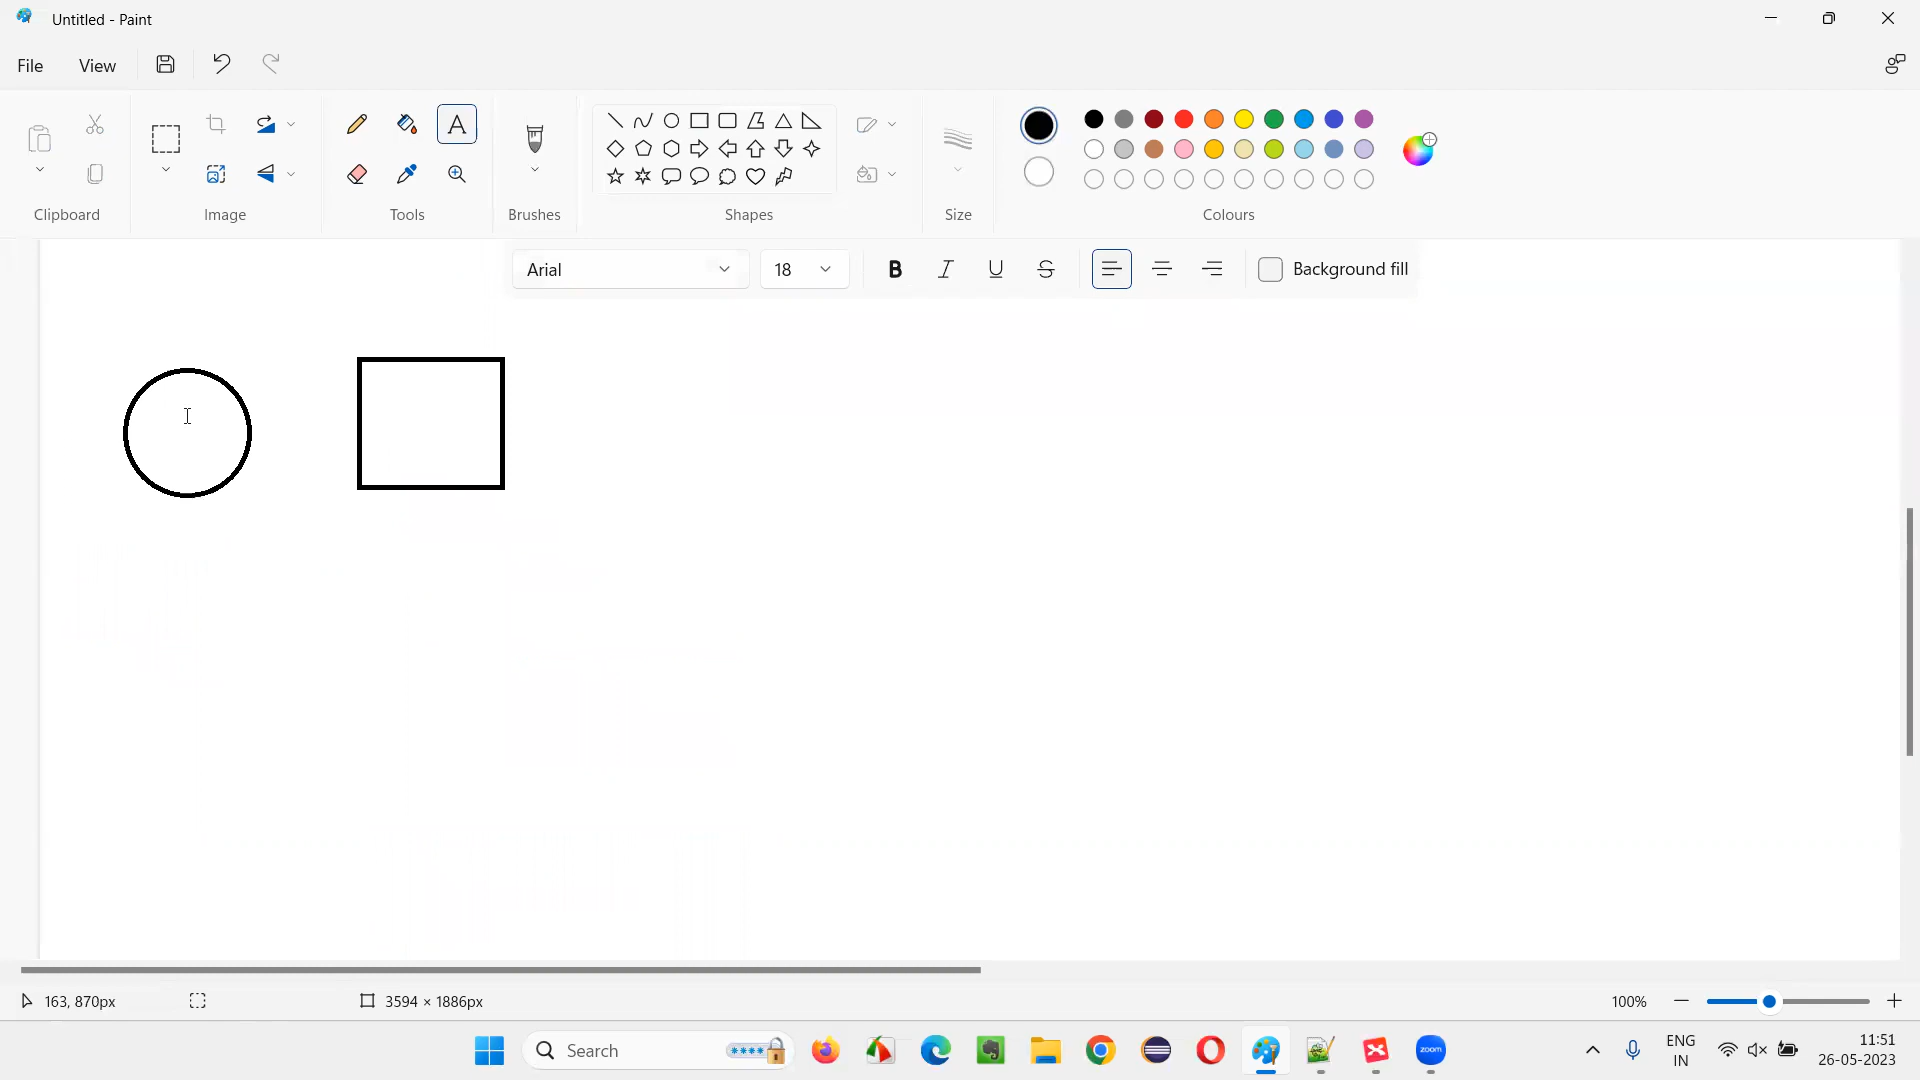 Untitled - Paint
File View
Arial 18 B I U S Background fill
Clipboard Image Tools Brushes Shapes Size Colours
163, 870px 3594 × 1886px 100%
Search zoom ENG 11:51
IN 26-05-2023